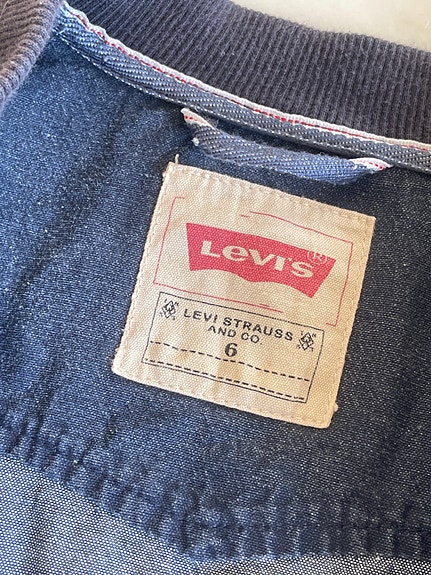 Levi's®
LEVI STRAUSS
AND CO.
6